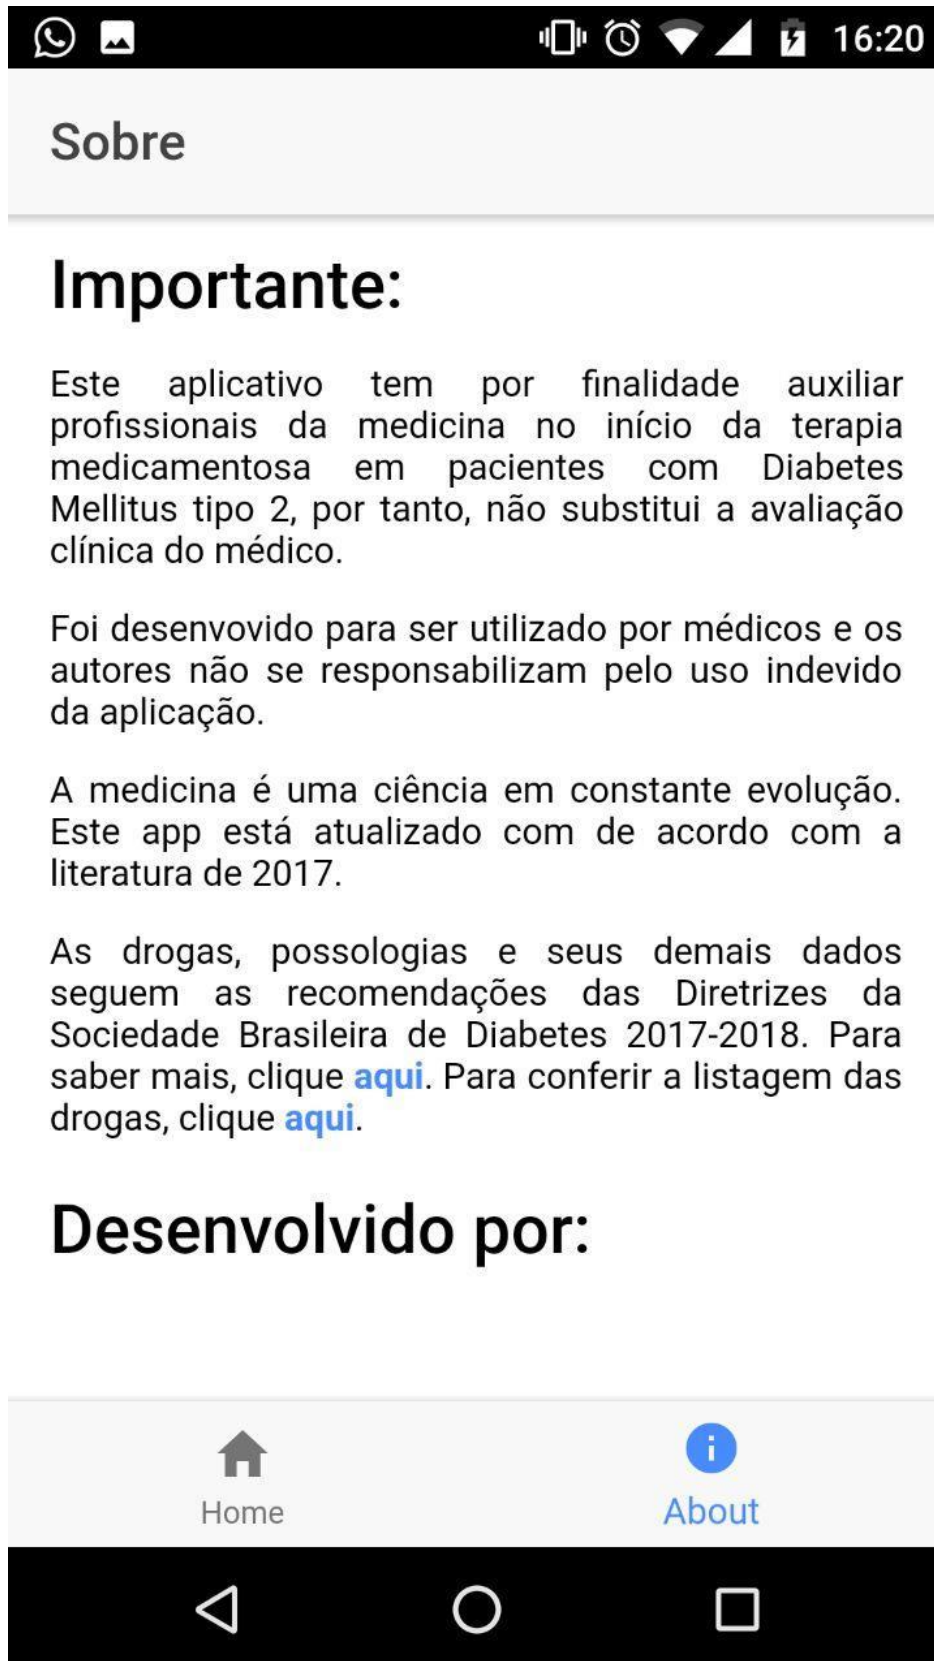 16:20
Sobre
Importante:
Este aplicativo tem por finalidade auxiliar
profissionais da medicina no início da terapia
medicamentosa em pacientes com Diabetes
Mellitus tipo 2, por tanto, não substitui a avaliação
clínica do médico.
Foi desenvovido para ser utilizado por médicos e os
autores não se responsabilizam pelo uso indevido
da aplicação.
A medicina é uma ciência em constante evolução.
Este app está atualizado com de acordo com a
literatura de 2017.
As drogas, possologias e seus demais dados
seguem as recomendações das Diretrizes da
Sociedade Brasileira de Diabetes 2017-2018. Para
saber mais, clique aqui. Para conferir a listagem das
drogas, clique aqui.
Desenvolvido por:
Home About